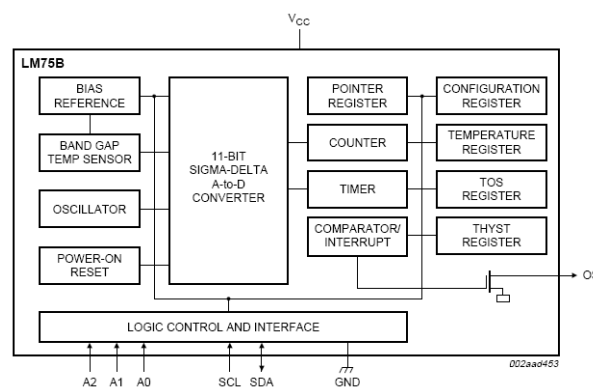 VCC
LM75B
BIAS
REFERENCE
BAND GAP
TEMP SENSOR
OSCILLATOR
POWER-ON
RESET
11-BIT
SIGMA-DELTA
A-to-D
CONVERTER
POINTER
REGISTER
COUNTER
TIMER
COMPARATOR/
INTERRUPT
CONFIGURATION
REGISTER
TEMPERATURE
REGISTER
TOS
REGISTER
THYST
REGISTER
OS
LOGIC CONTROL AND INTERFACE
002aad453
A2 A1 A0 SCL SDA GND